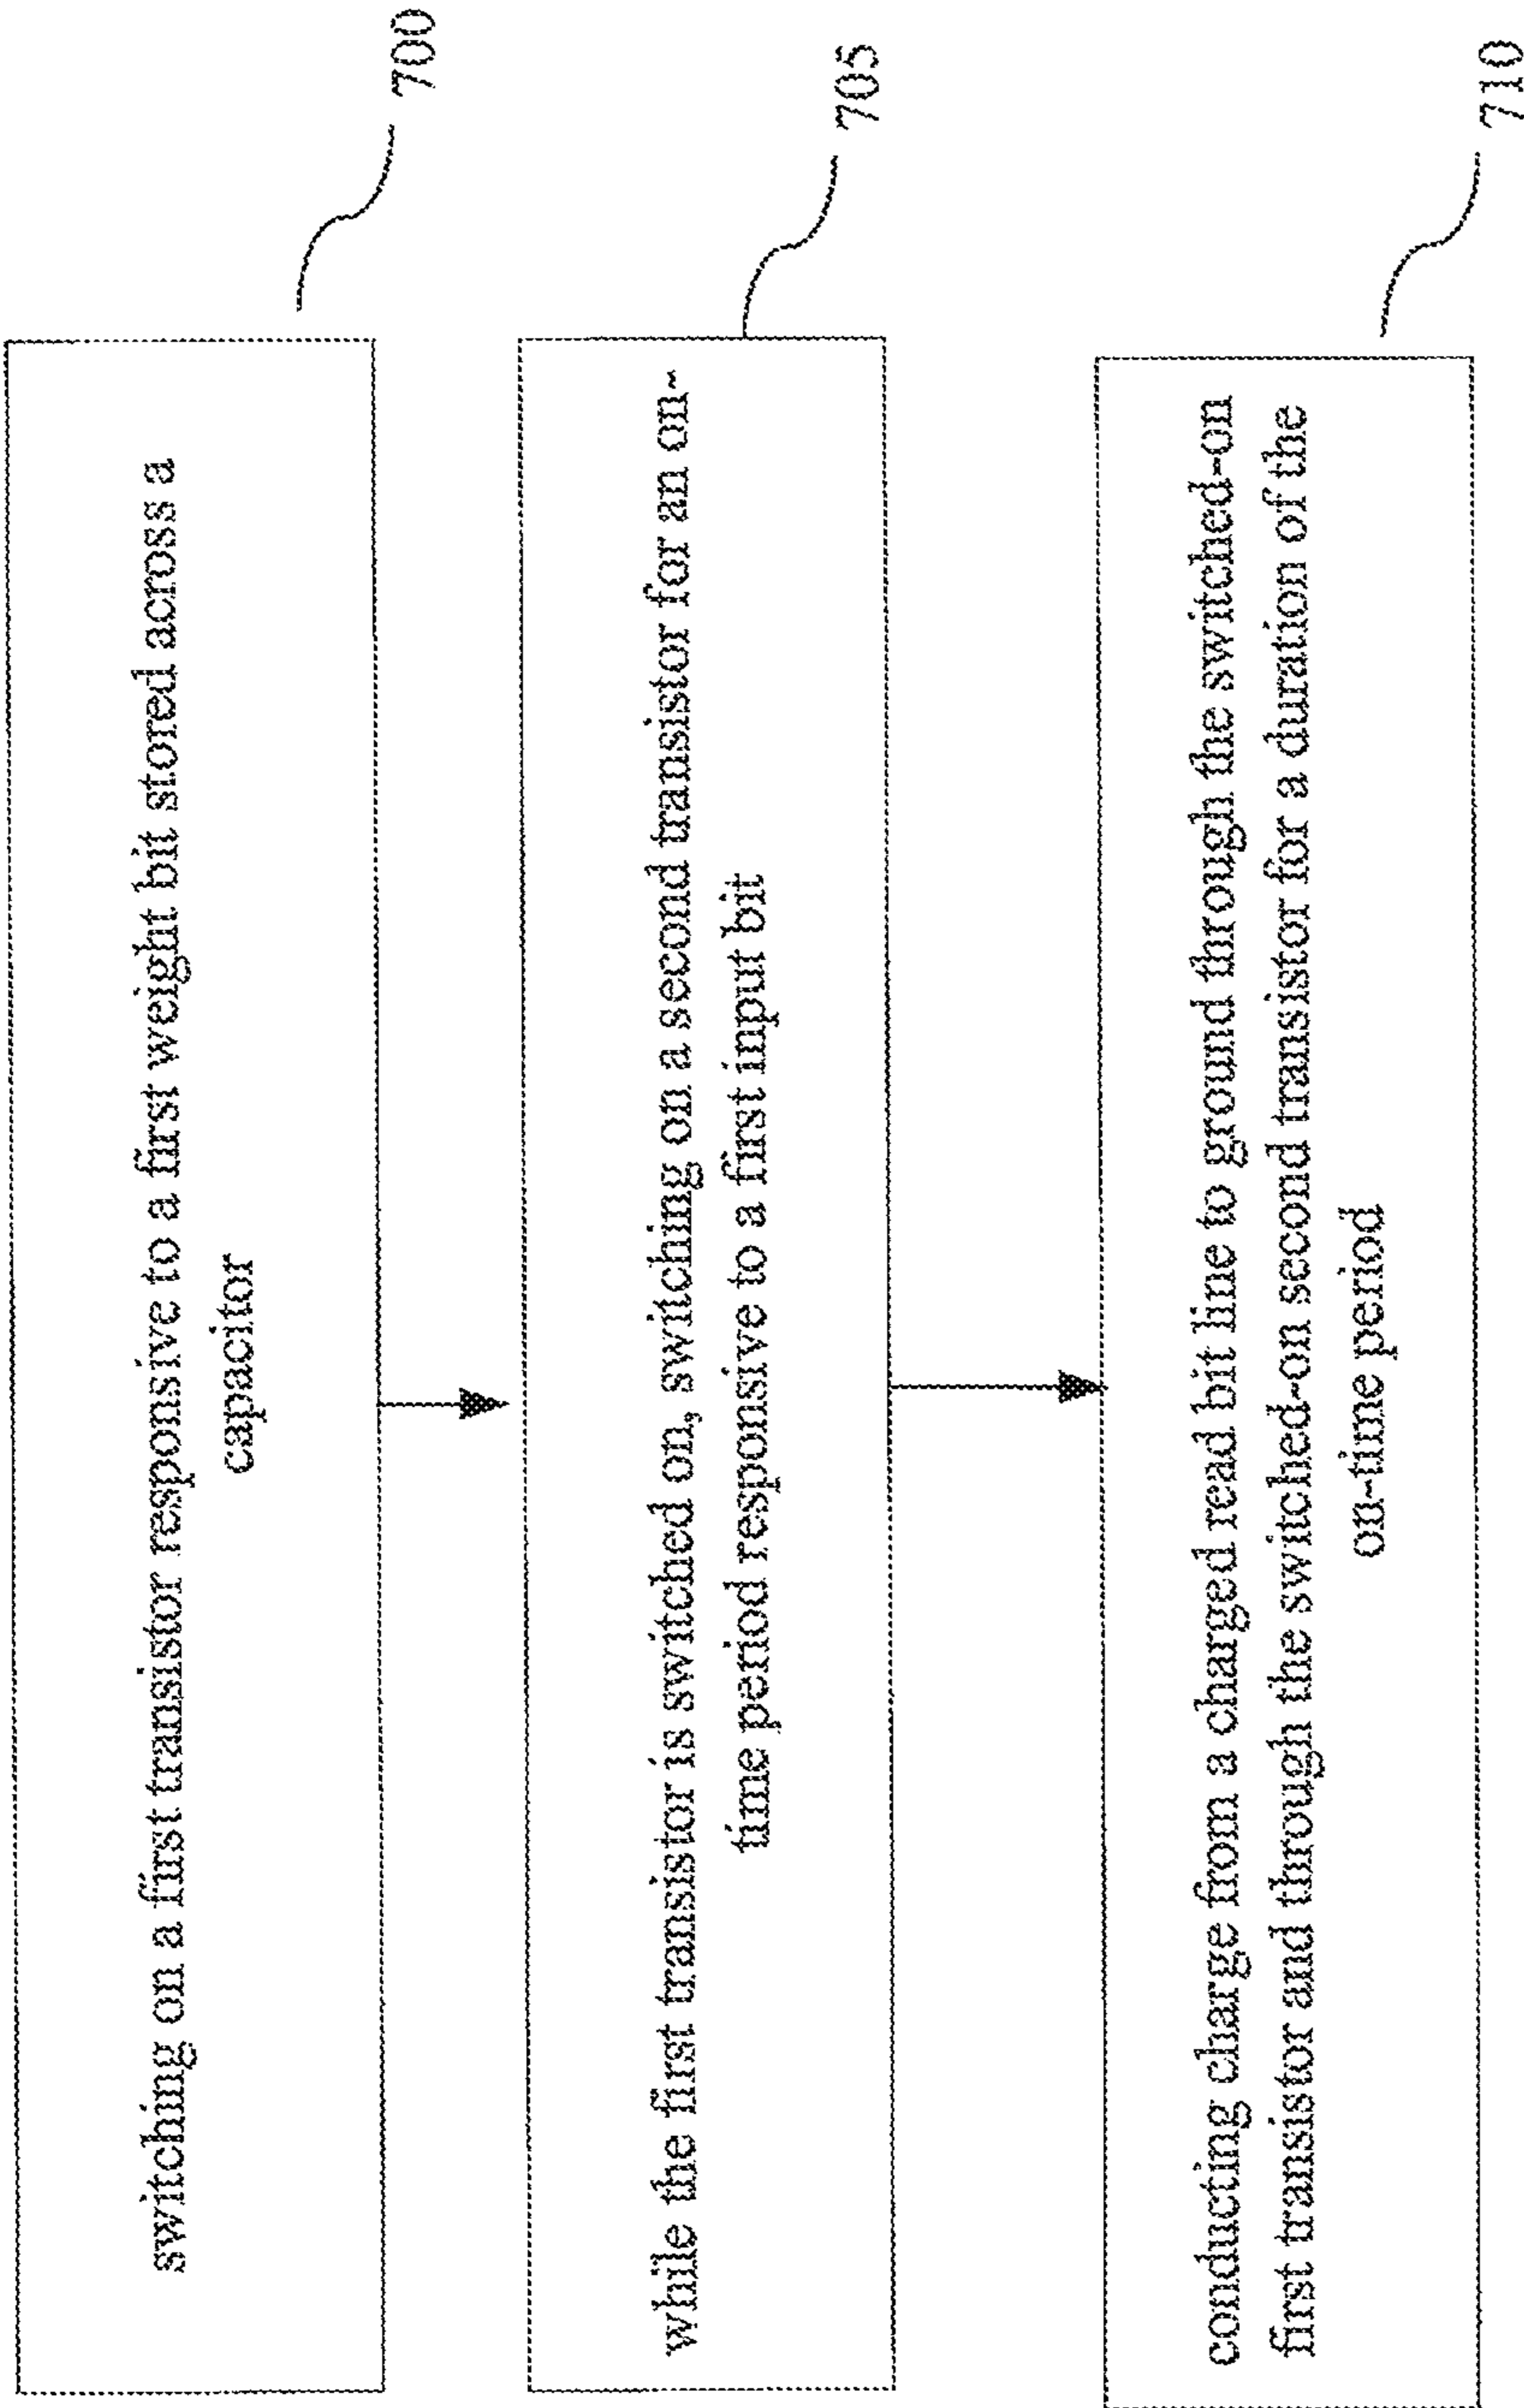 switching on a first transistor responsive to a first weight bit stored across a
capacitor
700
while the first transistor is switched on, switching on a second transistor for an on-
time period responsive to a first input bit
705
conducting charge from a charged read bit line to ground through the switched-on
first transistor and through the switched-on second transistor for a duration of the
on-time period
710